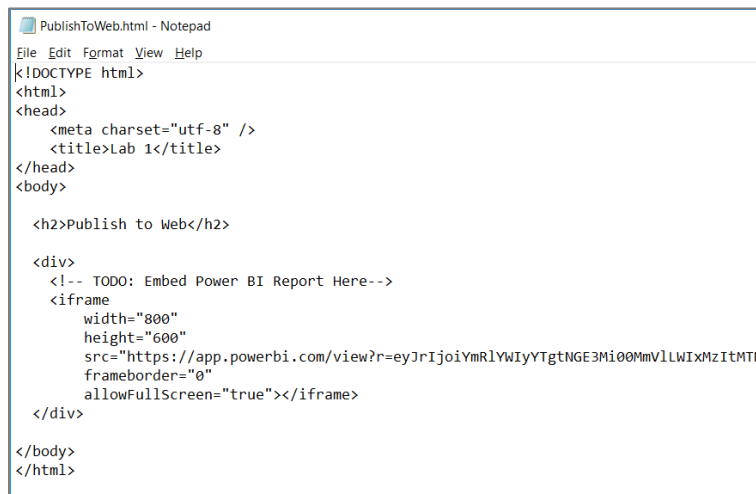 PublishToWeb.html - Notepad
File Edit Format View Help
<!DOCTYPE html>
<html>
<head>
    <meta charset="utf-8" />
    <title>Lab 1</title>
</head>
<body>
  <h2>Publish to Web</h2>
  <div>
    <!-- TODO: Embed Power BI Report Here-->
    <iframe
        width="800"
        height="600"
        src="https://app.powerbi.com/view?r=eyJrIjoiYmRlYWIyYTgtNGE3Mi00MmVlLWIxMzItMT
        frameborder="0"
        allowFullScreen="true"></iframe>
  </div>
</body>
</html>